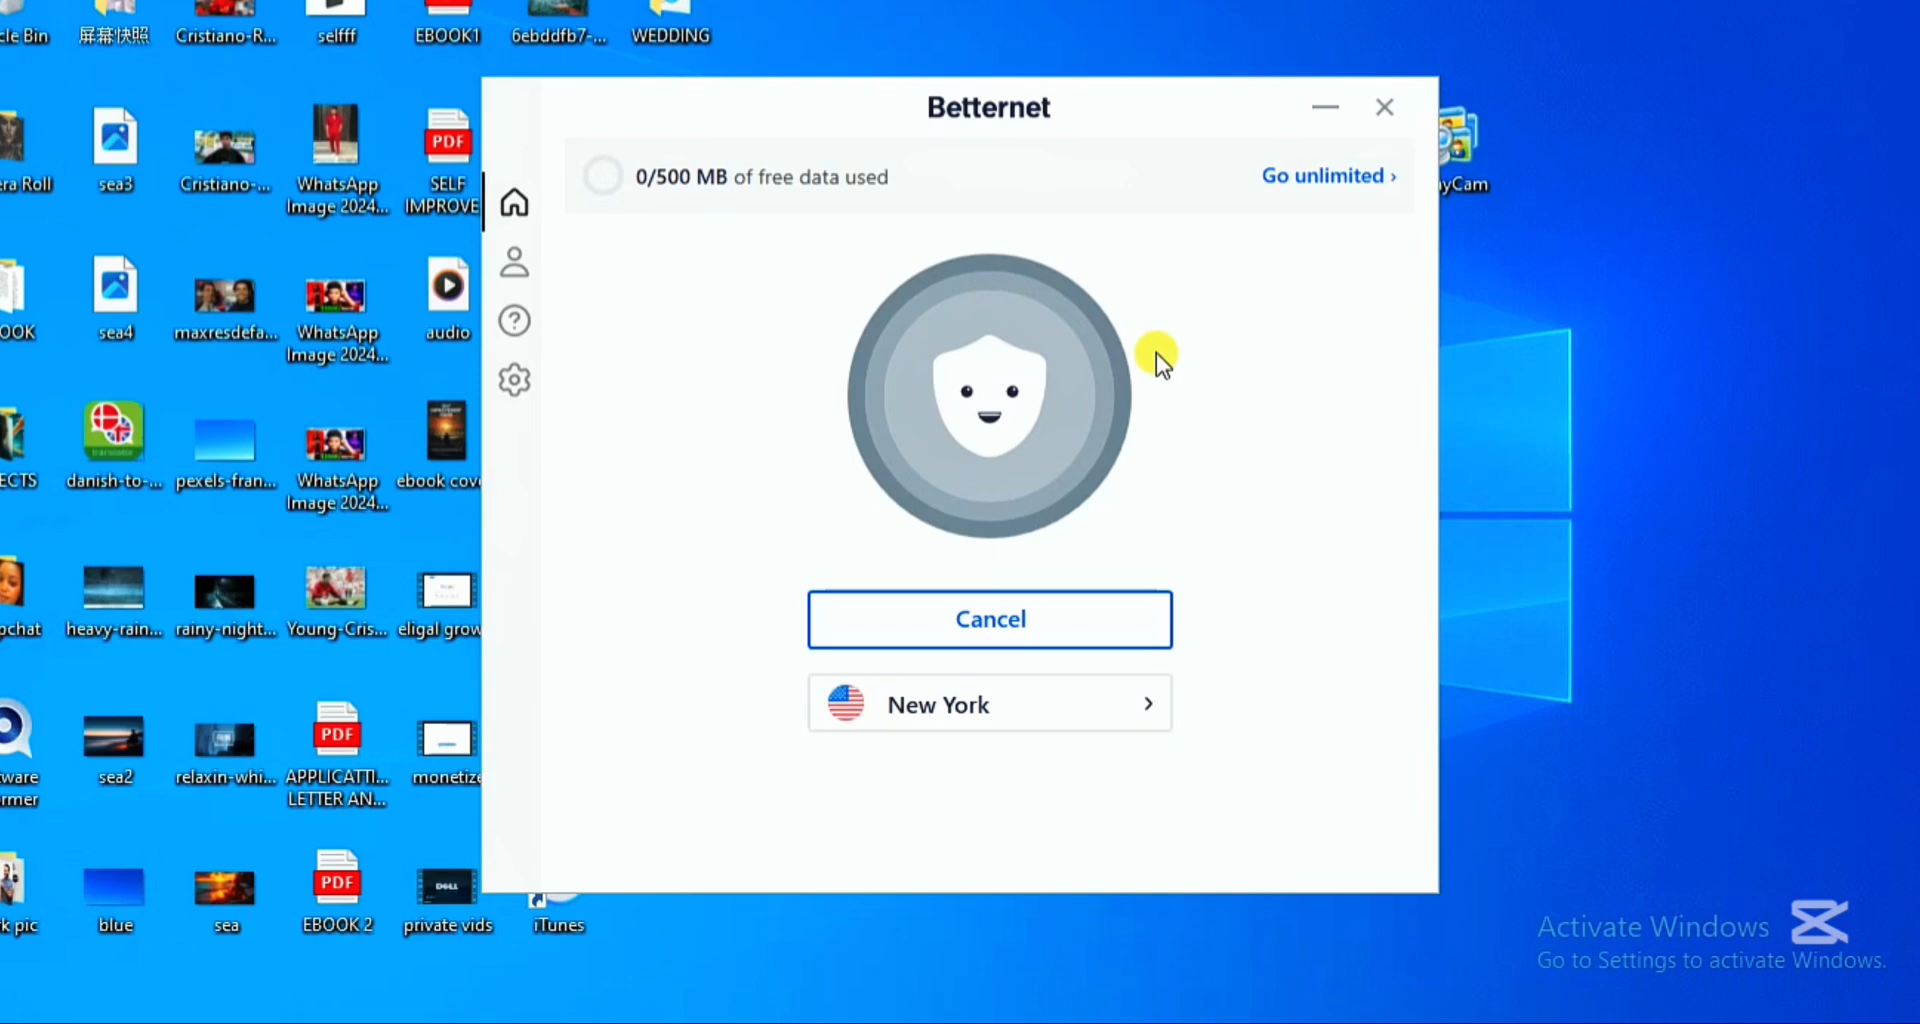 cle Bin
屏幕快照
Cristiano-R...
selfff
EBOOK1
6ebddfb7-...
WEDDING
Betternet
0/500 MB of free data used
Go unlimited ›
era Roll
sea3
Cristiano-...
WhatsApp
Image 2024...
PDF
SELF
IMPROVE
yCam
OOK
sea4
maxresdefa...
WhatsApp
Image 2024...
audio
ECTS
translator
danish-to-...
pexels-fran...
WhatsApp
Image 2024...
ebook cov
pchat
heavy-rain...
rainy-night...
Young-Cris...
eligal grow
Cancel
New York
ware
rmer
sea2
relaxin-whi...
PDF
APPLICATTI...
LETTER AN...
monetize
k pic
blue
sea
PDF
EBOOK 2
DELL
private vids
iTunes
Activate Windows
Go to Settings to activate Windows.